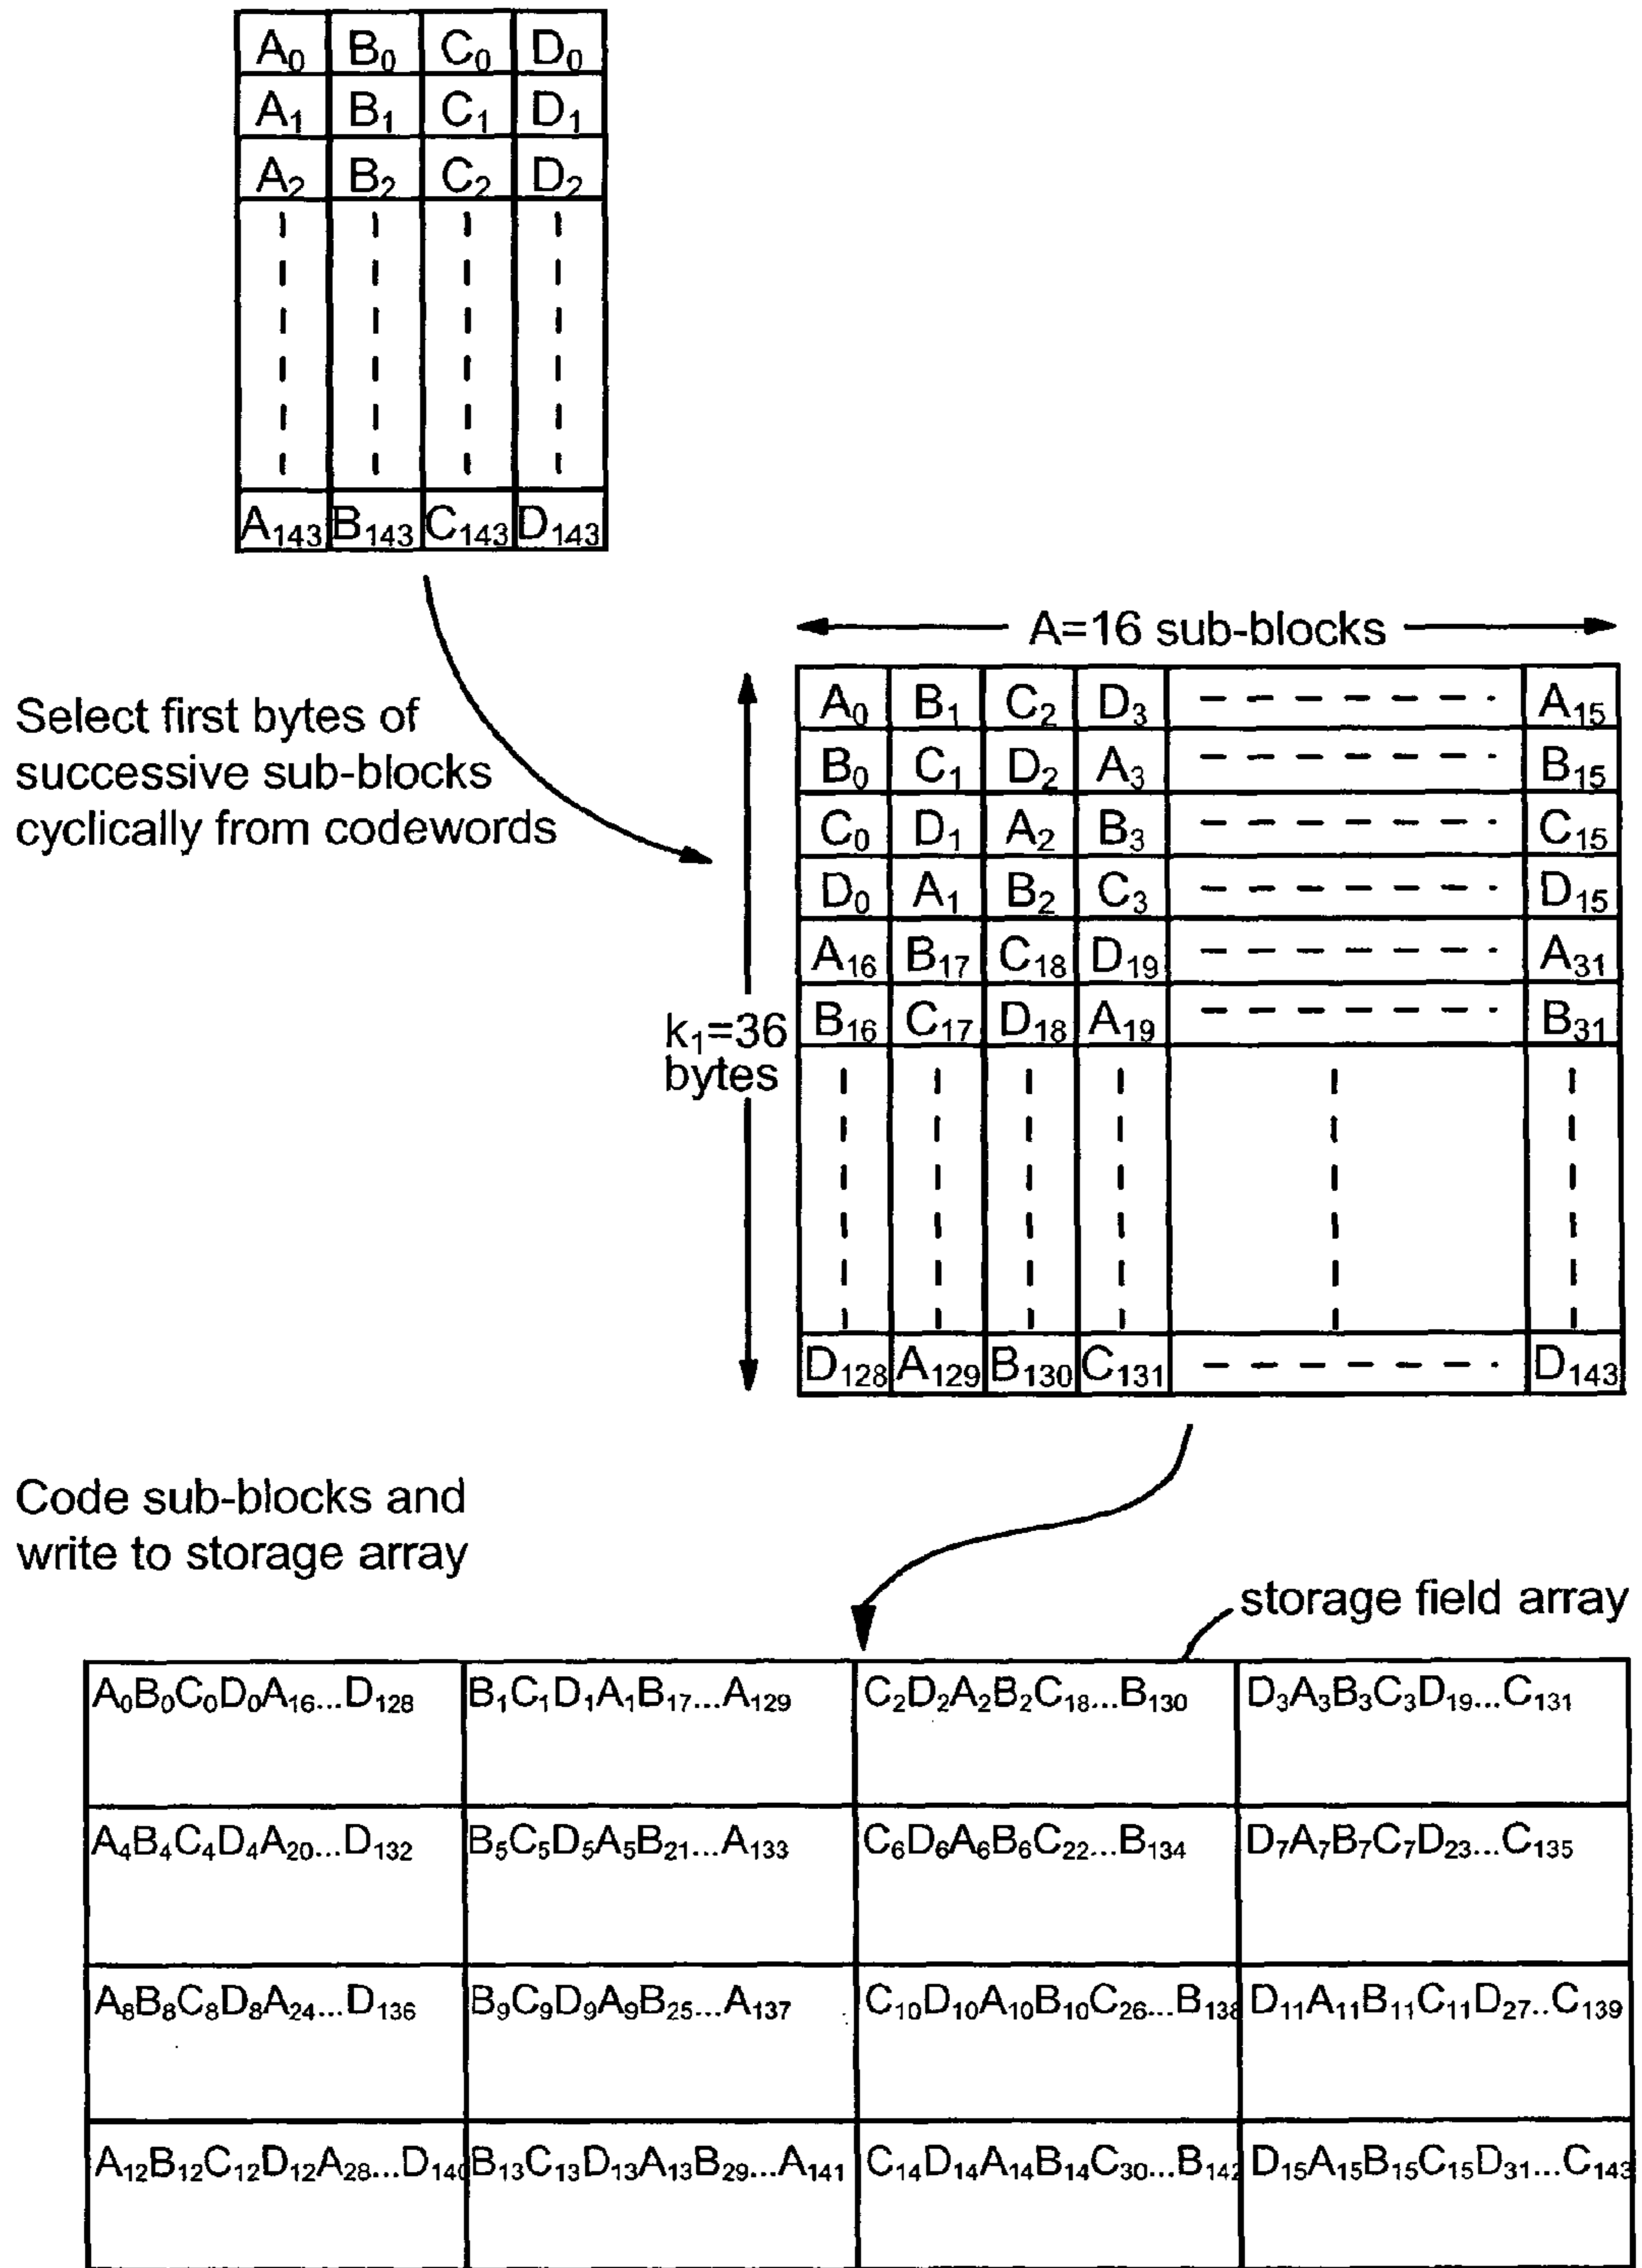 A₀ B₀ C₀ D₀
A₁ B₁ C₁ D₁
A₂ B₂ C₂ D₂
A₁₄₃ B₁₄₃ C₁₄₃ D₁₄₃
Select first bytes of
successive sub-blocks
cyclically from codewords
A=16 sub-blocks
k₁=36
bytes
A₀ B₁ C₂ D₃ A₁₅
B₀ C₁ D₂ A₃ B₁₅
C₀ D₁ A₂ B₃ C₁₅
D₀ A₁ B₂ C₃ D₁₅
A₁₆ B₁₇ C₁₈ D₁₉ A₃₁
B₁₆ C₁₇ D₁₈ A₁₉ B₃₁
D₁₂₈ A₁₂₉ B₁₃₀ C₁₃₁ D₁₄₃
Code sub-blocks and
write to storage array
storage field array
A₀B₀C₀D₀A₁₆...D₁₂₈ B₁C₁D₁A₁B₁₇...A₁₂₉ C₂D₂A₂B₂C₁₈...B₁₃₀ D₃A₃B₃C₃D₁₉...C₁₃₁
A₄B₄C₄D₄A₂₀...D₁₃₂ B₅C₅D₅A₅B₂₁...A₁₃₃ C₆D₆A₆B₆C₂₂...B₁₃₄ D₇A₇B₇C₇D₂₃...C₁₃₅
A₈B₈C₈D₈A₂₄...D₁₃₆ B₉C₉D₉A₉B₂₅...A₁₃₇ C₁₀D₁₀A₁₀B₁₀C₂₆...B₁₃₈ D₁₁A₁₁B₁₁C₁₁D₂₇..C₁₃₉
A₁₂B₁₂C₁₂D₁₂A₂₈...D₁₄₀ B₁₃C₁₃D₁₃A₁₃B₂₉...A₁₄₁ C₁₄D₁₄A₁₄B₁₄C₃₀...B₁₄₂ D₁₅A₁₅B₁₅C₁₅D₃₁...C₁₄₃